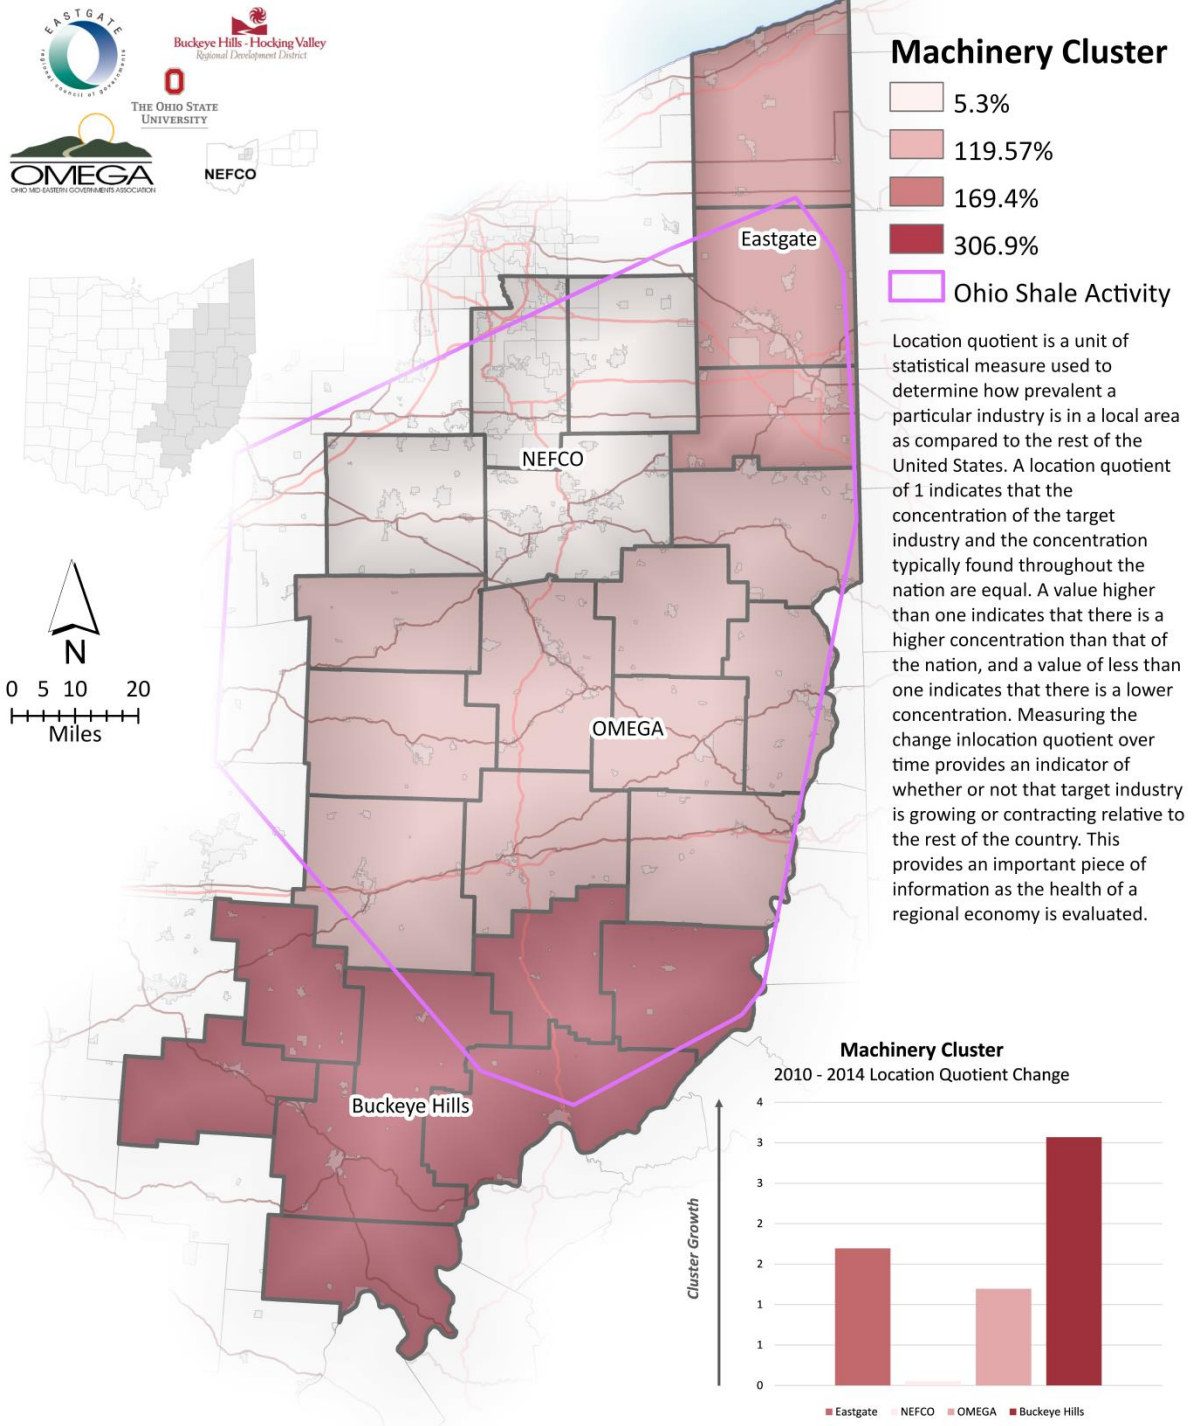 EASTGATE
regional council of governments
Buckeye Hills - Hocking Valley
Regional Development District
THE OHIO STATE
UNIVERSITY
OMEGA
OHIO MID-EASTERN GOVERNMENTS ASSOCIATION
NEFCO
Machinery Cluster
5.3%
119.57%
169.4%
306.9%
Ohio Shale Activity
Location quotient is a unit of
statistical measure used to
determine how prevalent a
particular industry is in a local area
as compared to the rest of the
United States. A location quotient
of 1 indicates that the
concentration of the target
industry and the concentration
typically found throughout the
nation are equal. A value higher
than one indicates that there is a
higher concentration than that of
the nation, and a value of less than
one indicates that there is a lower
concentration. Measuring the
change inlocation quotient over
time provides an indicator of
whether or not that target industry
is growing or contracting relative to
the rest of the country. This
provides an important piece of
information as the health of a
regional economy is evaluated.
Eastgate
NEFCO
OMEGA
Buckeye Hills
N
0 5 10 20
Miles
Machinery Cluster
2010 - 2014 Location Quotient Change
Cluster Growth
4
3
3
2
2
1
1
0
Eastgate NEFCO OMEGA Buckeye Hills